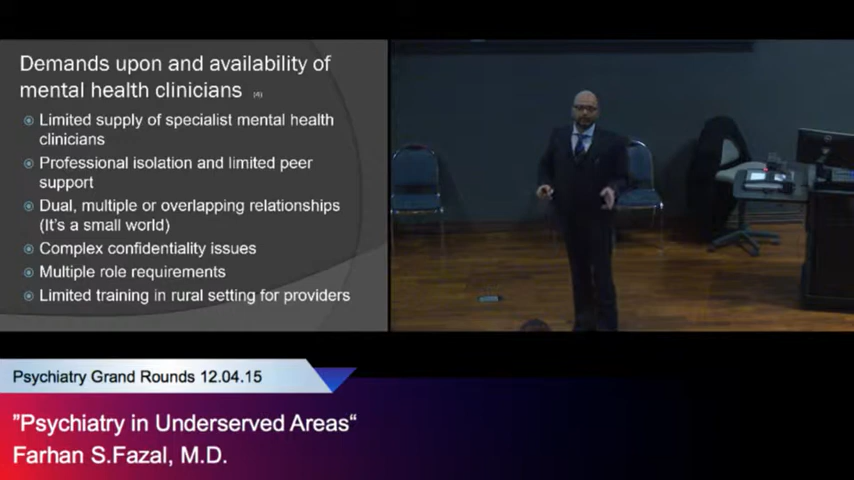 Demands upon and availability of
mental health clinicians
Limited supply of specialist mental health
clinicians
Professional isolation and limited peer
support
Dual, multiple or overlapping relationships
(It's a small world)
Complex confidentiality issues
Multiple role requirements
Limited training in rural setting for providers
Psychiatry Grand Rounds 12.04.15
"Psychiatry in Underserved Areas“
Farhan S.Fazal, M.D.